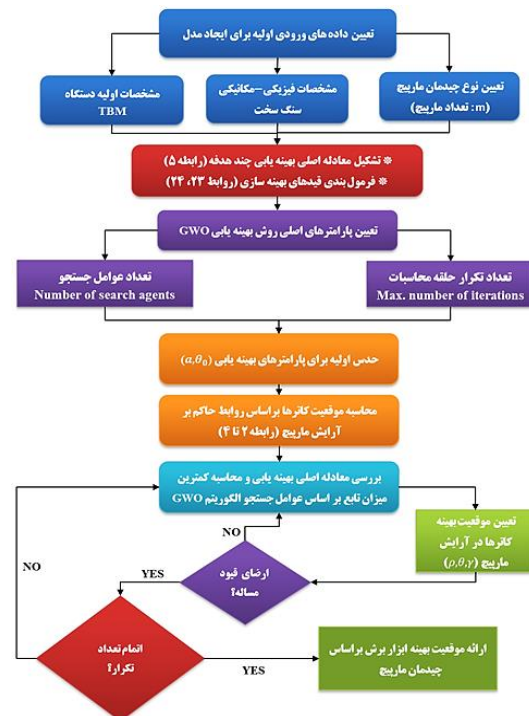 تعیین داده های ورودی اولیه برای ایجاد مدل
تعیین نوع چیدمان مارپیچ
(m: تعداد مارپیچ)
مشخصات فیزیکی-مکانیکی
سنگ سخت
مشخصات اولیه دستگاه
TBM
※ تشکیل معادله اصلی بهینه یابی چند هدفه (رابطه ۵)
※ فرمول بندی قیدهای بهینه سازی (روابط ۲۳، ۲۴)
تعیین پارامترهای اصلی روش بهینه یابی GWO
تعداد تکرار حلقه محاسبات
Max. number of iterations
تعداد عوامل جستجو
Number of search agents
حدس اولیه برای پارامترهای بهینه یابی (α,θ₀)
محاسبه موقعیت کاترها براساس روابط حاکم بر
آرایش مارپیچ (رابطه ۲ تا ۴)
بررسی معادله اصلی بهینه یابی و محاسبه کمترین
میزان تابع بر اساس عوامل جستجو الگوریتم GWO
تعیین موقعیت بهینه
کاترها در آرایش
مارپیچ (ρ,θ,γ)
NO
ارضای قیود
مساله؟
YES
NO
اتمام تعداد
تکرار؟
YES
ارائه موقعیت بهینه ابزار برش براساس
چیدمان مارپیچ